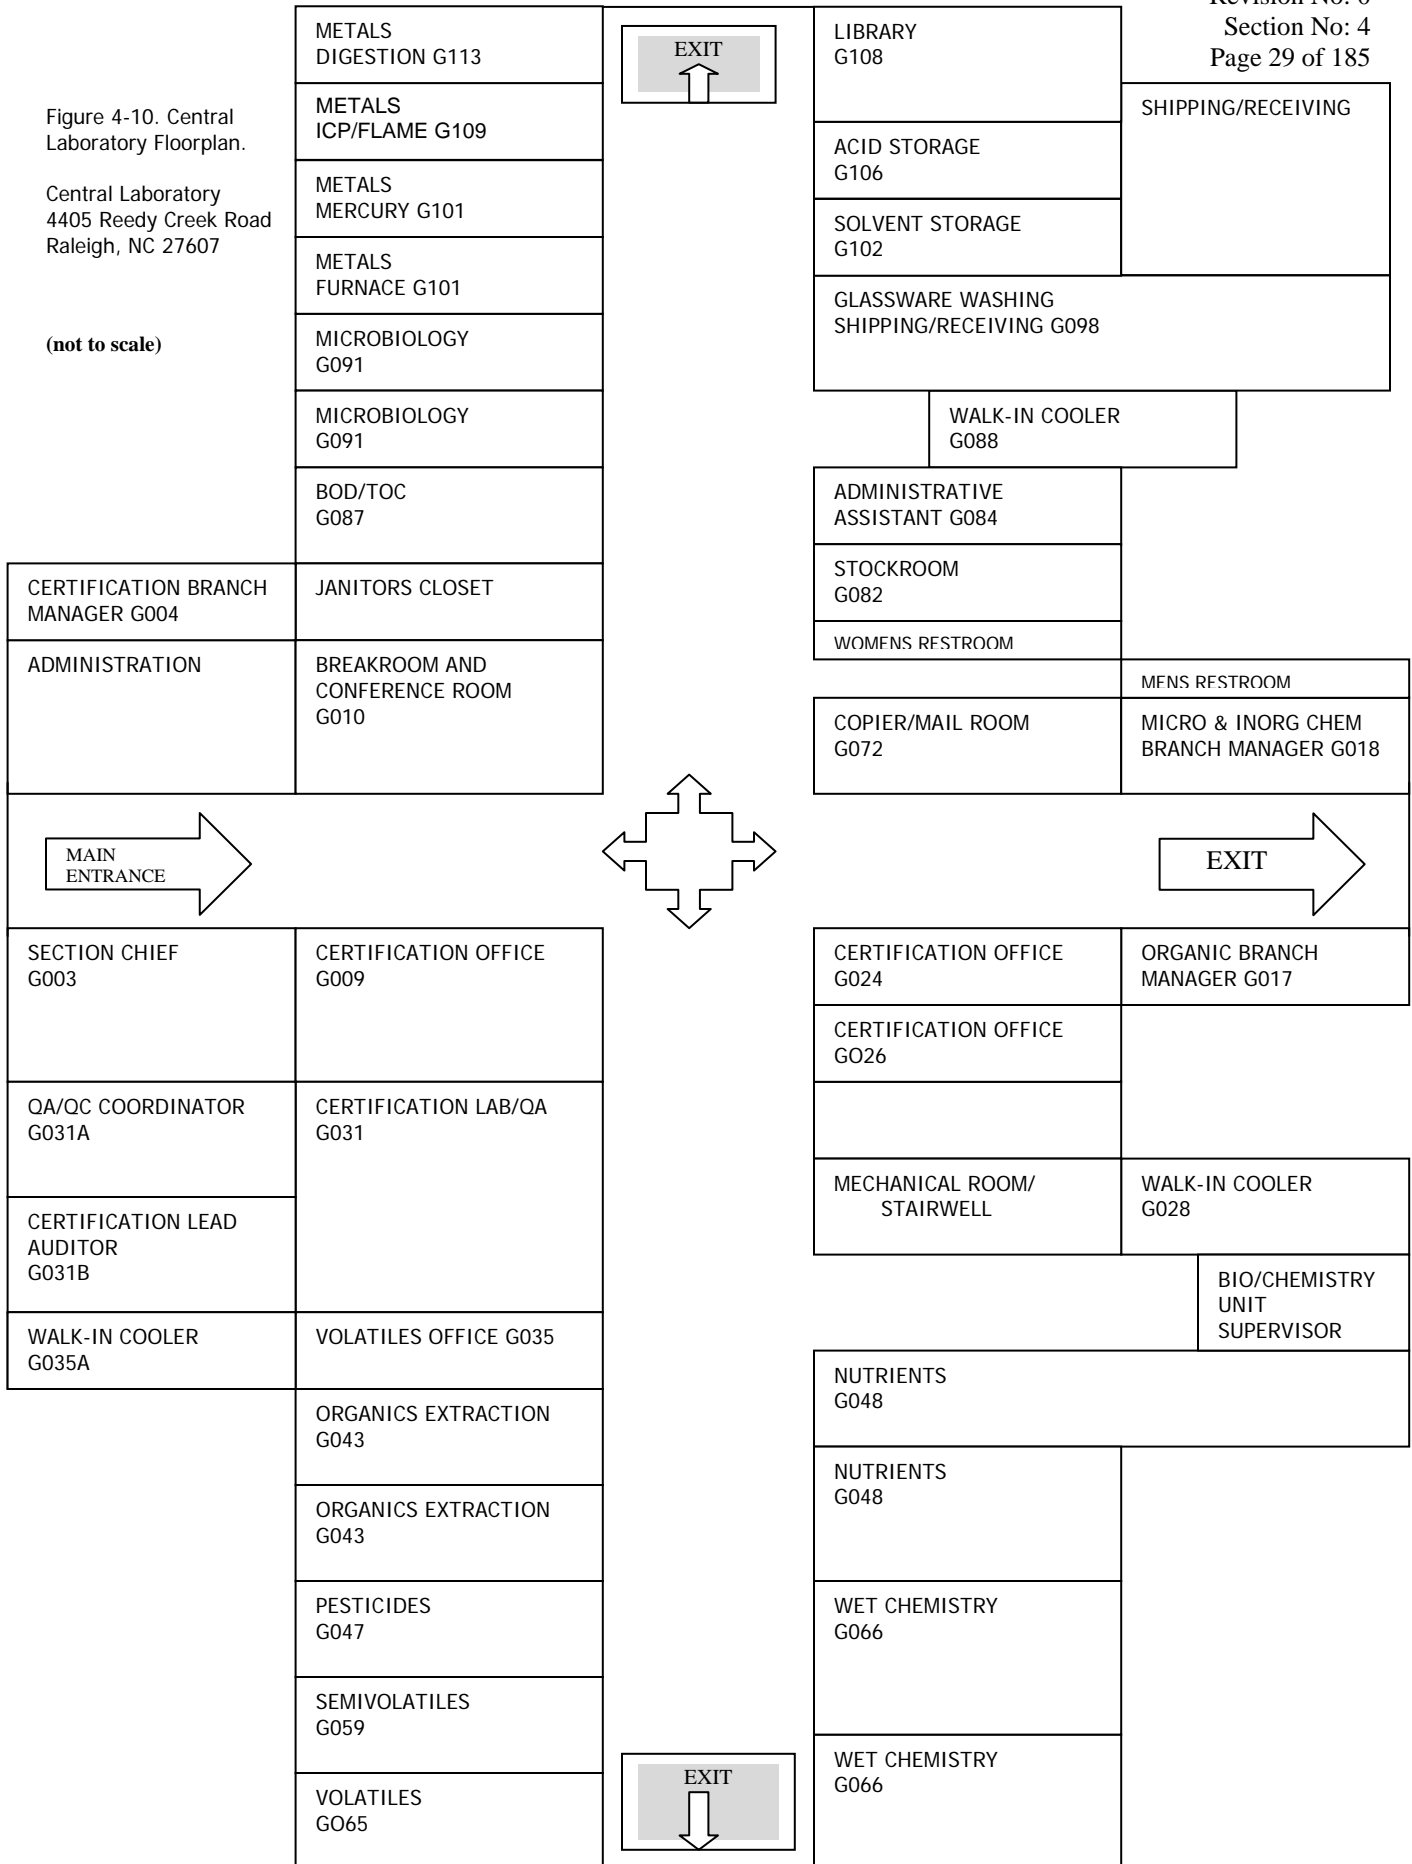 Revision No: 6
Section No: 4
Page 29 of 185
Figure 4-10. Central
Laboratory Floorplan.
Central Laboratory
4405 Reedy Creek Road
Raleigh, NC 27607
(not to scale)
METALS
DIGESTION G113
METALS
ICP/FLAME G109
METALS
MERCURY G101
METALS
FURNACE G101
MICROBIOLOGY
G091
MICROBIOLOGY
G091
BOD/TOC
G087
CERTIFICATION BRANCH
MANAGER G004
JANITORS CLOSET
ADMINISTRATION
BREAKROOM AND
CONFERENCE ROOM
G010
EXIT
LIBRARY
G108
SHIPPING/RECEIVING
ACID STORAGE
G106
SOLVENT STORAGE
G102
GLASSWARE WASHING
SHIPPING/RECEIVING G098
WALK-IN COOLER
G088
ADMINISTRATIVE
ASSISTANT G084
STOCKROOM
G082
WOMENS RESTROOM
MENS RESTROOM
COPIER/MAIL ROOM
G072
MICRO & INORG CHEM
BRANCH MANAGER G018
MAIN
ENTRANCE
EXIT
SECTION CHIEF
G003
CERTIFICATION OFFICE
G009
QA/QC COORDINATOR
G031A
CERTIFICATION LAB/QA
G031
CERTIFICATION LEAD
AUDITOR
G031B
WALK-IN COOLER
G035A
VOLATILES OFFICE G035
ORGANICS EXTRACTION
G043
ORGANICS EXTRACTION
G043
PESTICIDES
G047
SEMIVOLATILES
G059
VOLATILES
GO65
EXIT
CERTIFICATION OFFICE
G024
ORGANIC BRANCH
MANAGER G017
CERTIFICATION OFFICE
GO26
MECHANICAL ROOM/
STAIRWELL
WALK-IN COOLER
G028
BIO/CHEMISTRY
UNIT
SUPERVISOR
NUTRIENTS
G048
NUTRIENTS
G048
WET CHEMISTRY
G066
WET CHEMISTRY
G066